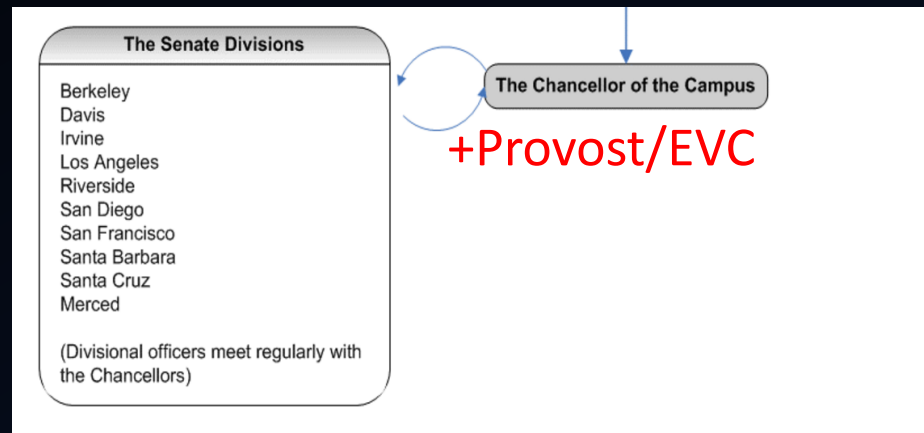 The Senate Divisions
Berkeley
Davis
Irvine
Los Angeles
Riverside
San Diego
San Francisco
Santa Barbara
Santa Cruz
Merced
(Divisional officers meet regularly with
the Chancellors)
The Chancellor of the Campus
+Provost/EVC